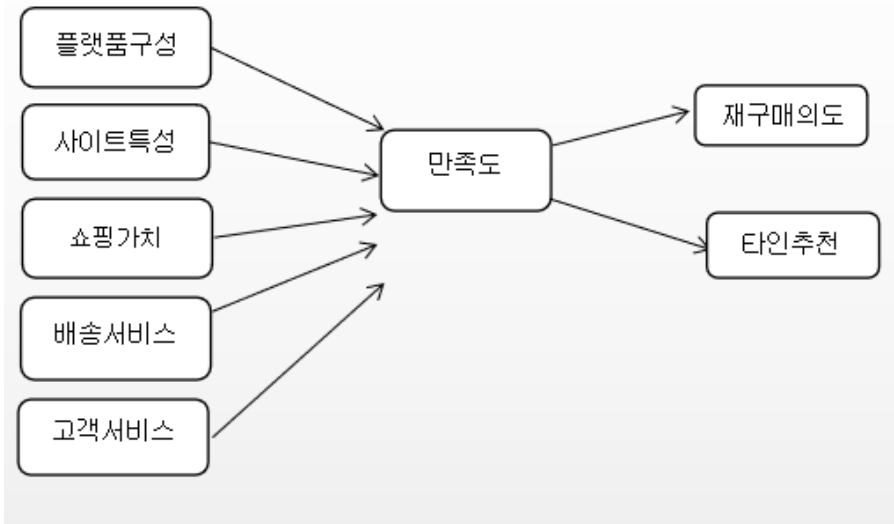 플랫품구성
사이트특성
쇼핑가치
배송서비스
고객서비스
만족도
재구매의도
타인추천